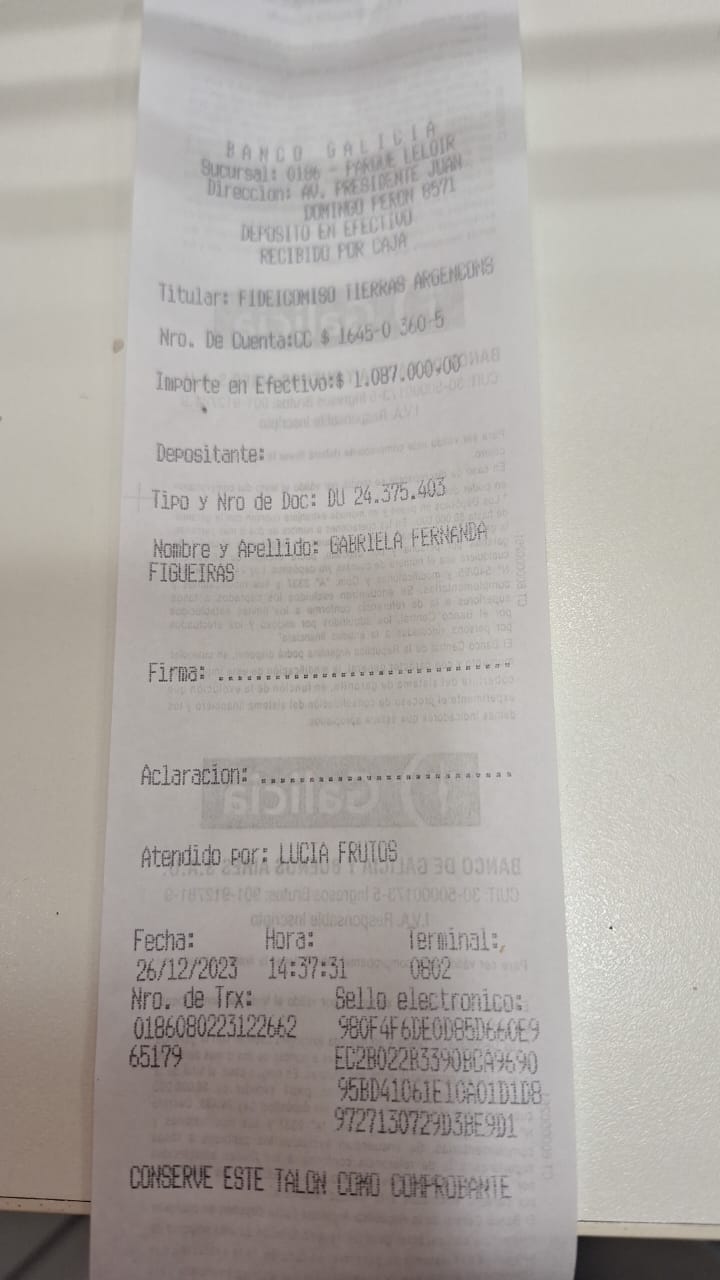 BANCO GALICIA
Sucursal: 0186 - PARQUE LELOIR
Direccion: AV. PRESIDENTE JUAN
DOMINGO PERON 8571
DEPOSITO EN EFECTIVO
RECIBIDO POR CAJA
Titular: FIDEICOMISO TIERRAS ARGENCONS
Nro. De Cuenta:CC $ 1645-0 360-5
Importe en Efectivo:$ 1.087.000,00
Depositante:
Tipo y Nro de Doc: DU 24.375.403
Nombre y Apellido: GABRIELA FERNANDA
FIGUEIRAS
Firma: ..............................
Aclaracion: ..........................
Atendido por: LUCIA FRUTOS
Fecha: Hora: Terminal:
26/12/2023 14:37:31 0802
Nro. de Trx: Sello electronico:
0186080223122662 980F4F6DE0D85D660E9
65179 EC2B022B3390BCA9690
95BD41061E10A01D1D8
9727130729D3BE9D1
CONSERVE ESTE TALON COMO COMPROBANTE